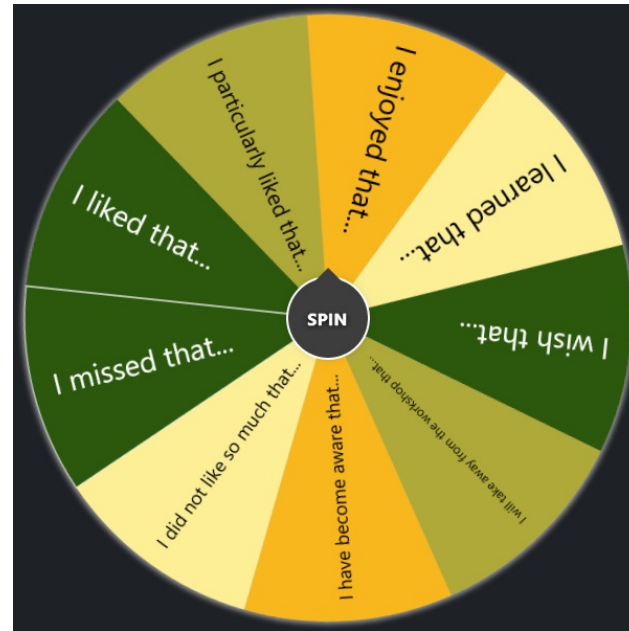 I enjoyed that...
I learned that...
I wish that...
I will take away from the workshop that...
I have become aware that...
I did not like so much that...
I missed that...
I liked that...
I particularly liked that...
SPIN